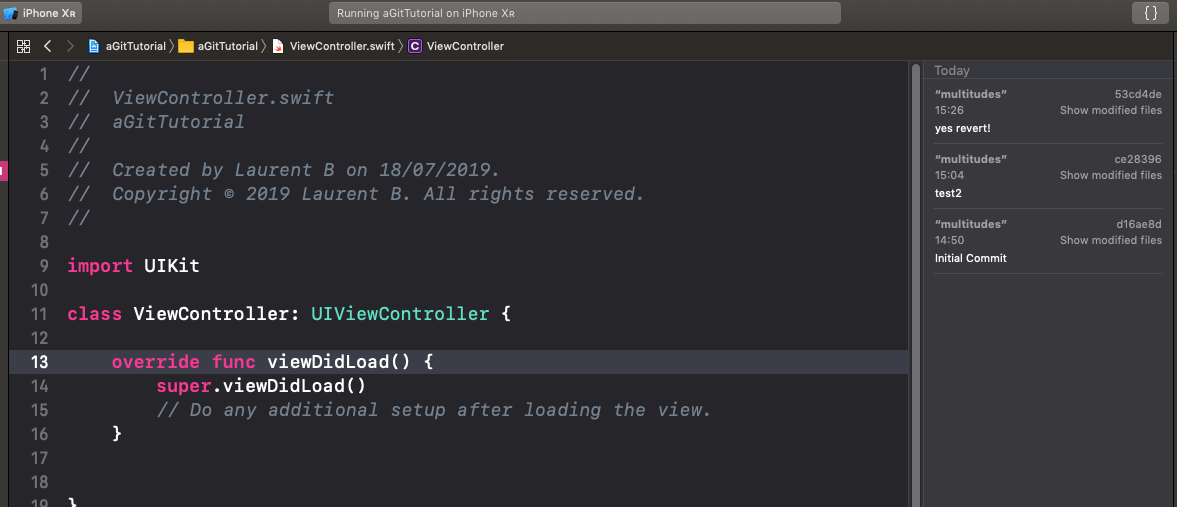 iPhone XR
Running aGitTutorial on iPhone XR
{}
aGitTutorial 〉 aGitTutorial 〉 ViewController.swift 〉 C ViewController
1 //
2 //  ViewController.swift
3 //  aGitTutorial
4 //
5 //  Created by Laurent B on 18/07/2019.
6 //  Copyright © 2019 Laurent B. All rights reserved.
7 //
8
9 import UIKit
10
11 class ViewController: UIViewController {
12
13     override func viewDidLoad() {
14         super.viewDidLoad()
15         // Do any additional setup after loading the view.
16     }
17
18
19 }
Today
“multitudes” 53cd4de
15:26 Show modified files
yes revert!
“multitudes” ce28396
15:04 Show modified files
test2
“multitudes” d16ae8d
14:50 Show modified files
Initial Commit